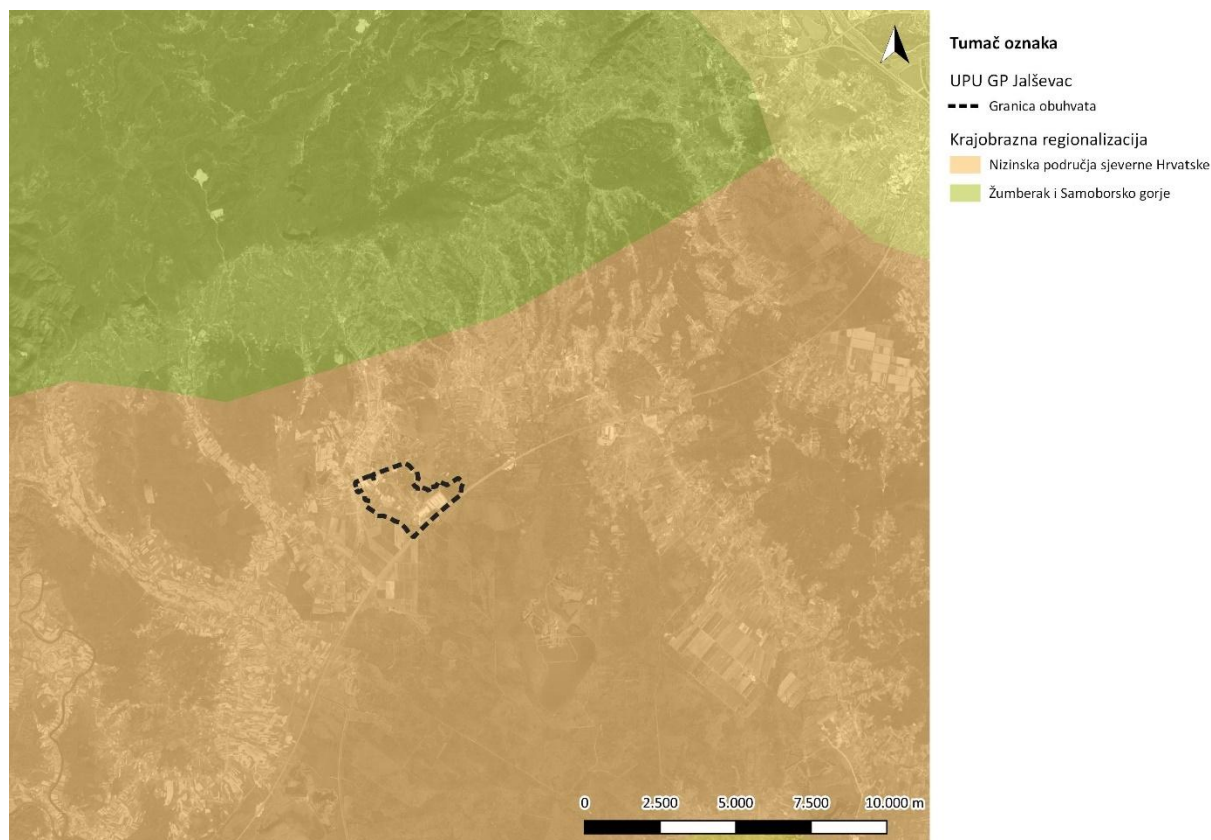 Tumač oznaka
UPU GP Jalševac
Granica obuhvata
Krajobrazna regionalizacija
Nizinska područja sjeverne Hrvatske
Žumberak i Samoborsko gorje
0 2.500 5.000 7.500 10.000 m